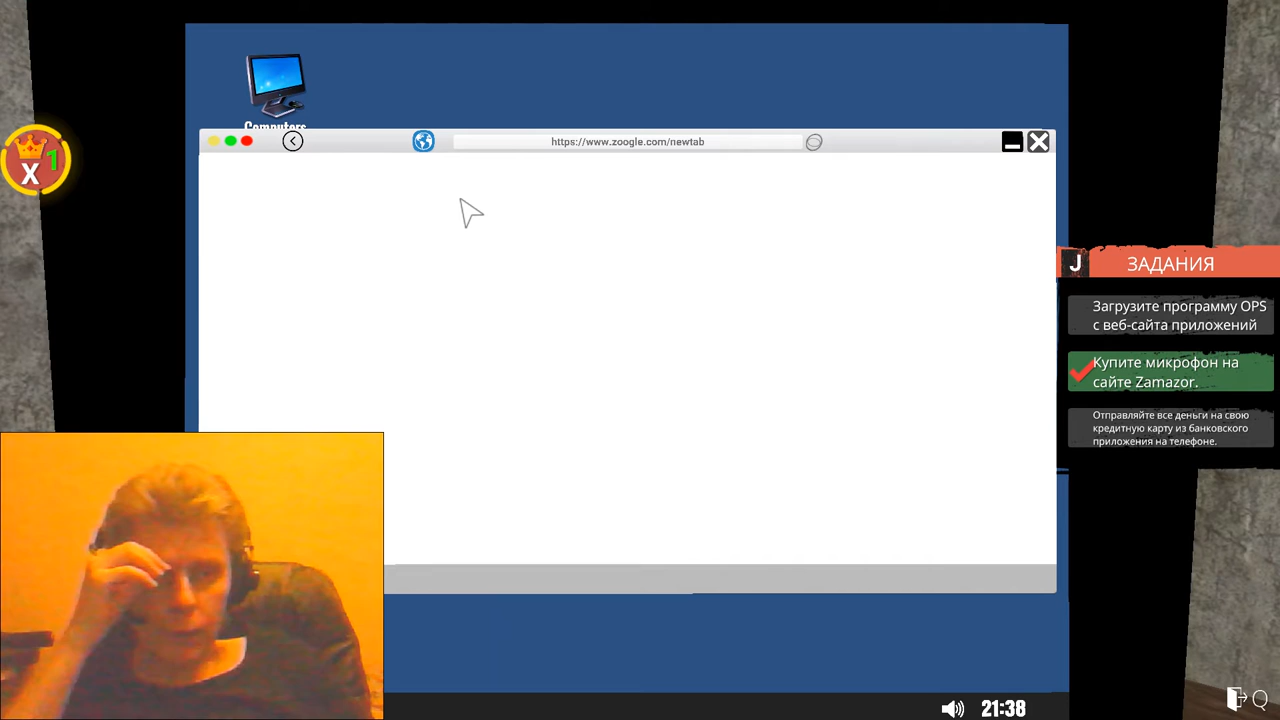 Computers
https://www.zoogle.com/newtab
X 1
J ЗАДАНИЯ
Загрузите программу OPS
с веб-сайта приложений
Купите микрофон на
сайте Zamazor.
Отправляйте все деньги на свою
кредитную карту из банковского
приложения на телефоне.
21:38
Q